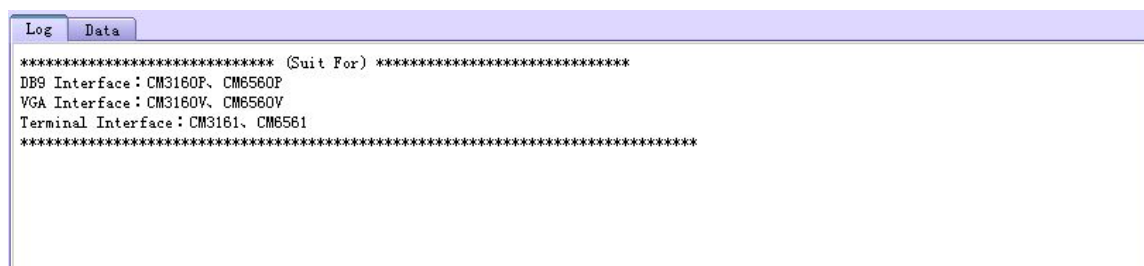 Log Data
****************************** (Suit For) ******************************
DB9 Interface：CM3160P、CM6560P
VGA Interface：CM3160V、CM6560V
Terminal Interface：CM3161、CM6561
********************************************************************************